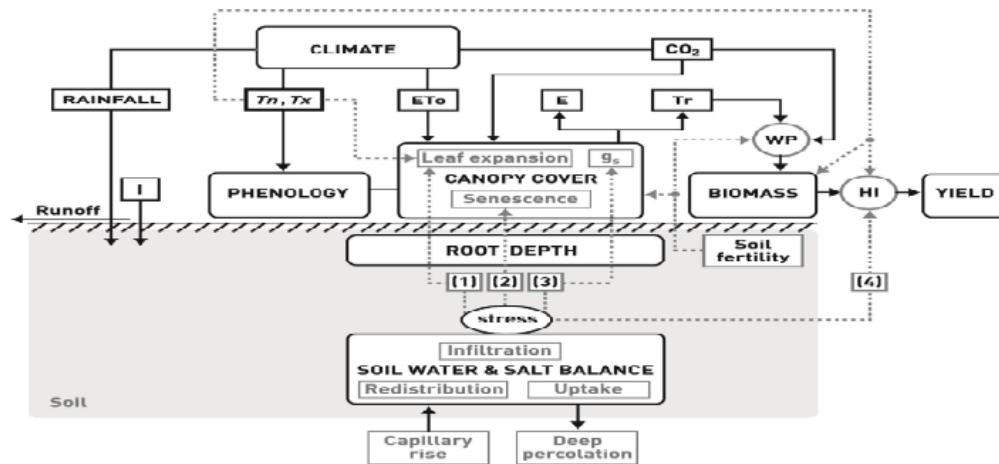 CLIMATE
CO₂
RAINFALL
Tn, Tx
ETo
E
Tr
WP
Leaf expansion
gs
CANOPY COVER
Senescence
I
PHENOLOGY
BIOMASS
HI
YIELD
Runoff
ROOT DEPTH
Soil
fertility
(1) (2) (3)
(4)
stress
Infiltration
SOIL WATER & SALT BALANCE
Redistribution
Uptake
Soil
Capillary
rise
Deep
percolation